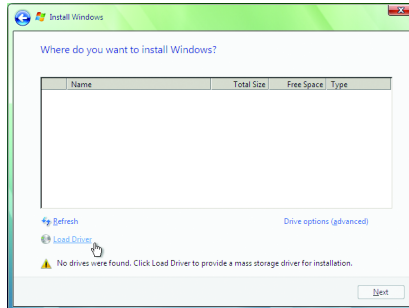 Install Windows
Where do you want to install Windows?
Name Total Size Free Space Type
Refresh Drive options (advanced)
Load Driver
No drives were found. Click Load Driver to provide a mass storage driver for installation.
Next